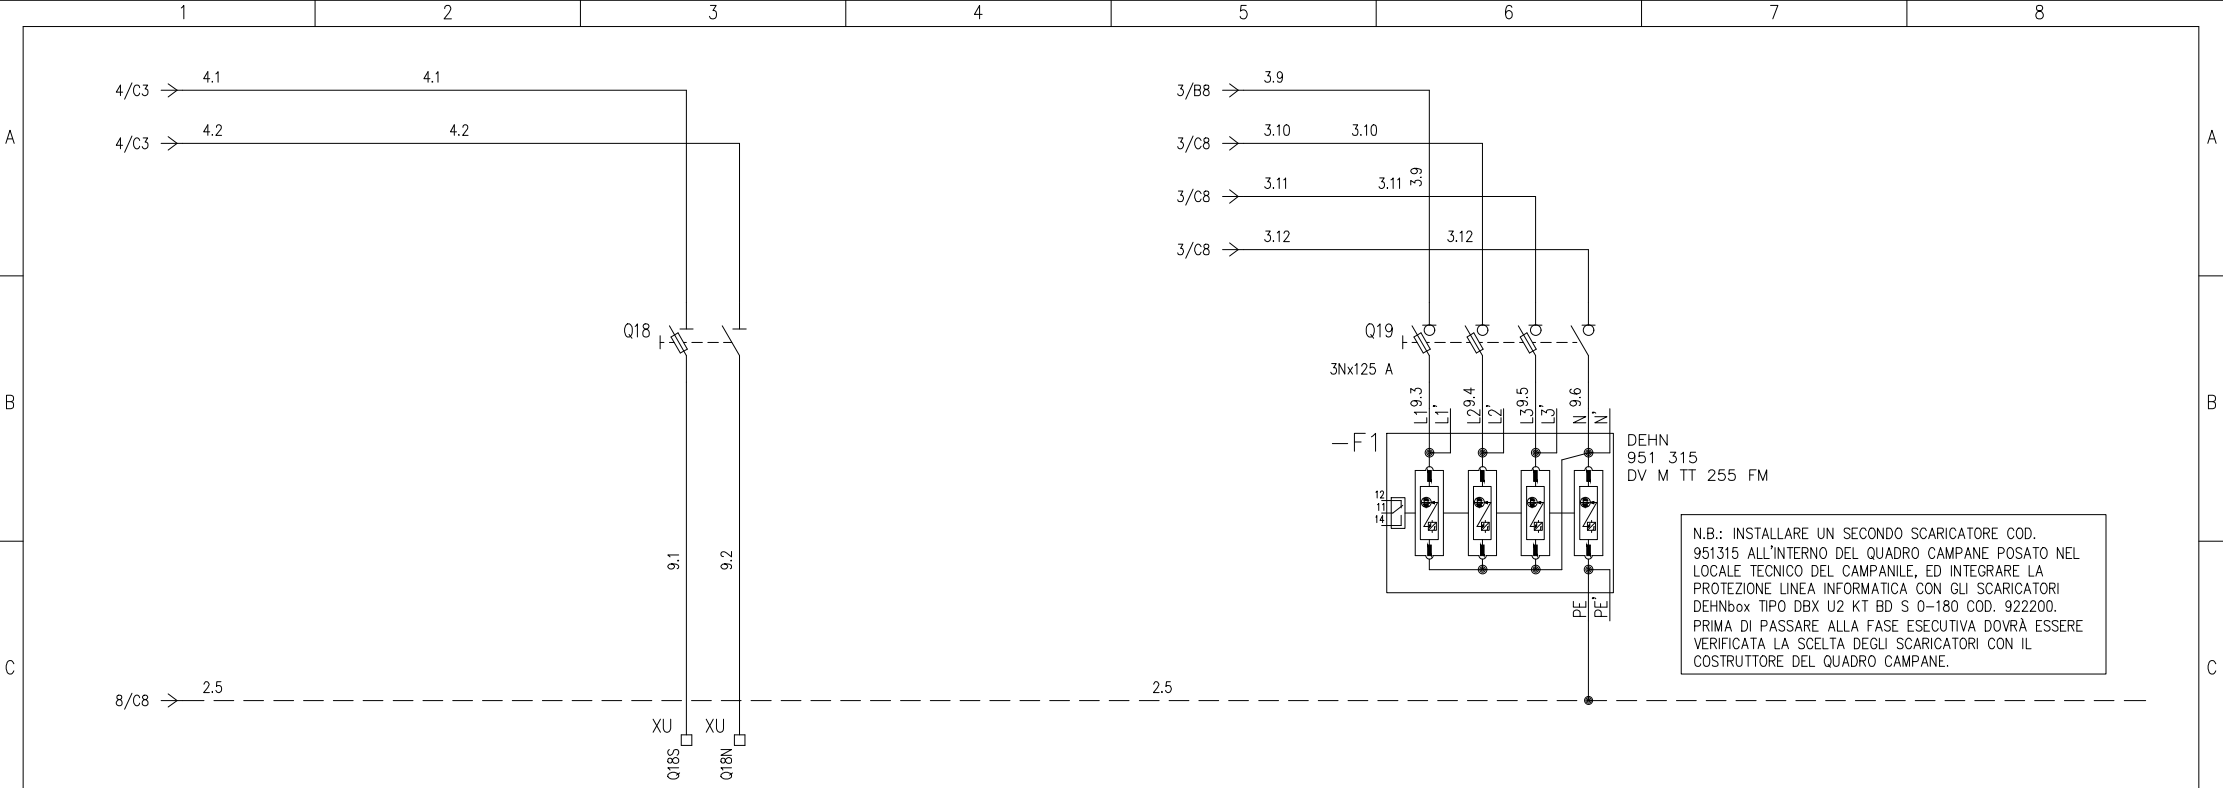 1 2 3 4 5 6 7 8
A A
B B
C C
4/C3 4.1 4.1
4/C3 4.2 4.2
Q18
9.1 9.2
8/C8 2.5 2.5
XU XU
Q18S Q18N
3/B8 3.9
3/C8 3.10 3.10
3.9
3/C8 3.11 3.11
3/C8 3.12 3.12
Q19
3Nx125 A
9.3 9.4 9.5 9.6
L1 L1' L2 L2' L3 L3' N N'
-F1
12
11
14
PE PE'
DEHN
951 315
DV M TT 255 FM
N.B.: INSTALLARE UN SECONDO SCARICATORE COD.
951315 ALL'INTERNO DEL QUADRO CAMPANE POSATO NEL
LOCALE TECNICO DEL CAMPANILE, ED INTEGRARE LA
PROTEZIONE LINEA INFORMATICA CON GLI SCARICATORI
DEHNbox TIPO DBX U2 KT BD S 0-180 COD. 922200.
PRIMA DI PASSARE ALLA FASE ESECUTIVA DOVRÀ ESSERE
VERIFICATA LA SCELTA DEGLI SCARICATORI CON IL
COSTRUTTORE DEL QUADRO CAMPANE.